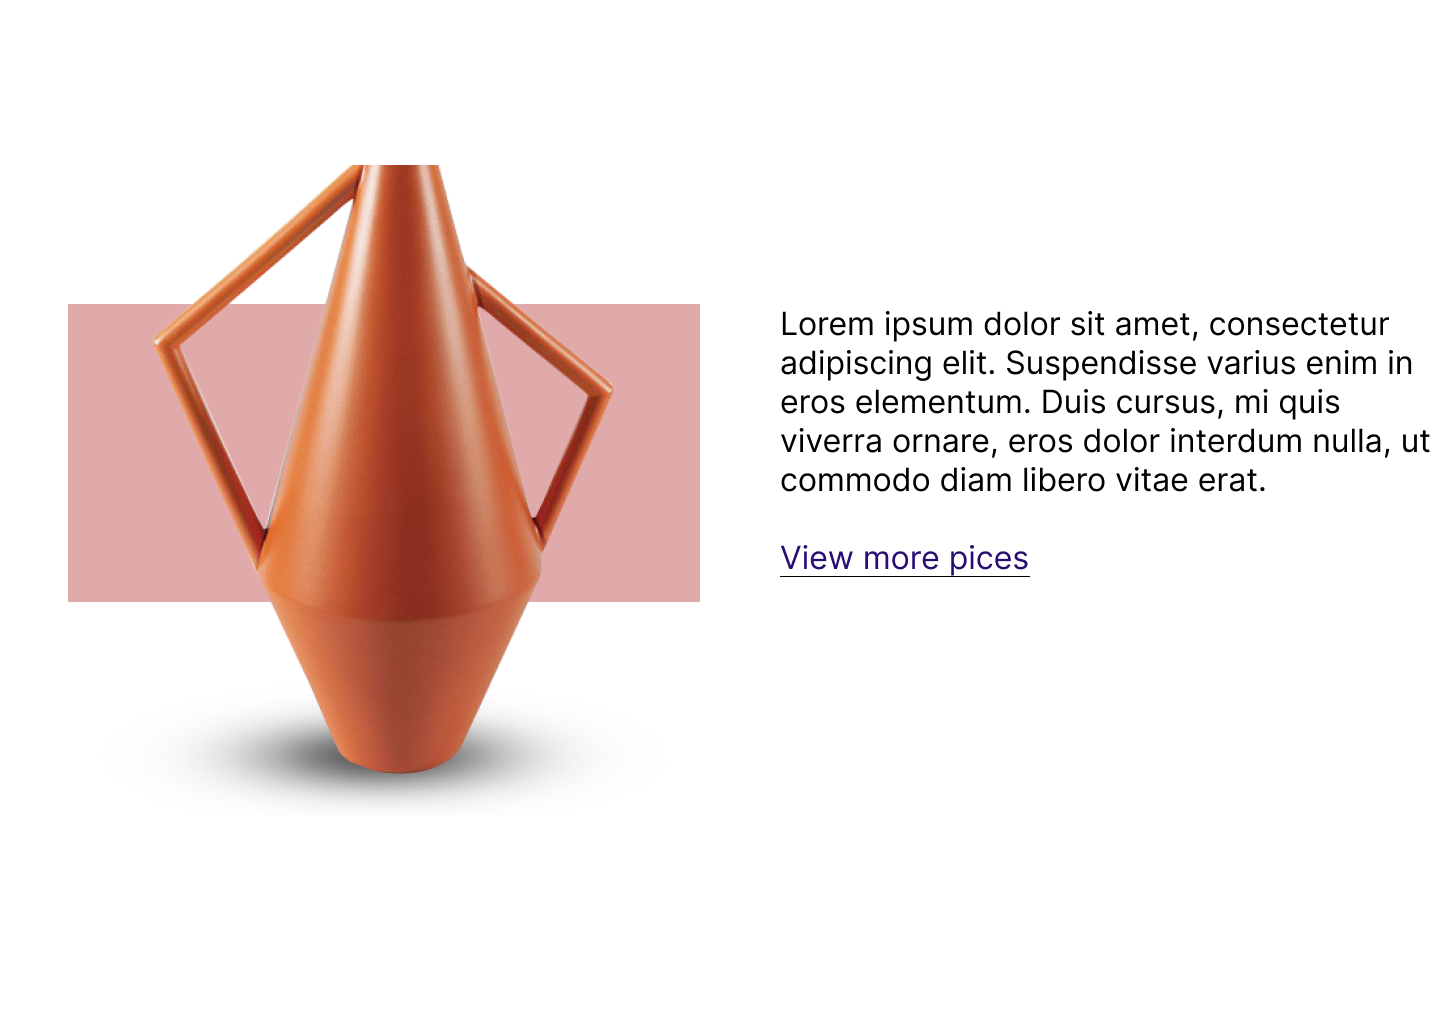 Lorem ipsum dolor sit amet, consectetur
adipiscing elit. Suspendisse varius enim in
eros elementum. Duis cursus, mi quis
viverra ornare, eros dolor interdum nulla, ut
commodo diam libero vitae erat.
View more pices